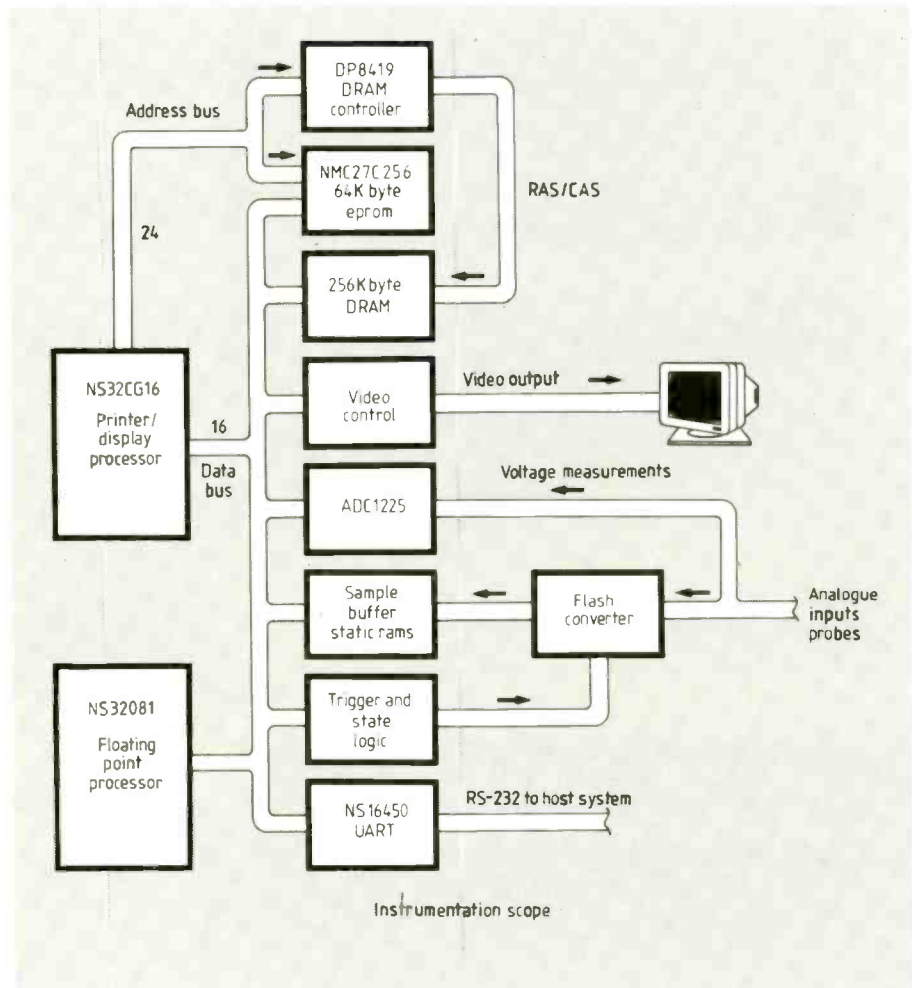 DP8419
DRAM
controller
Address bus
NMC27C256
64K byte
eprom
RAS/CAS
24
256Kbyte
DRAM
NS32CG16
Printer/
display
processor
16
Data
bus
Video
control
Video output
Voltage measurements
ADC1225
Sample
buffer
static rams
Flash
converter
Analogue
inputs
probes
NS32081
Floating
point
processor
Trigger and
state
logic
NS16450
UART
RS-232 to host system
Instrumentation scope